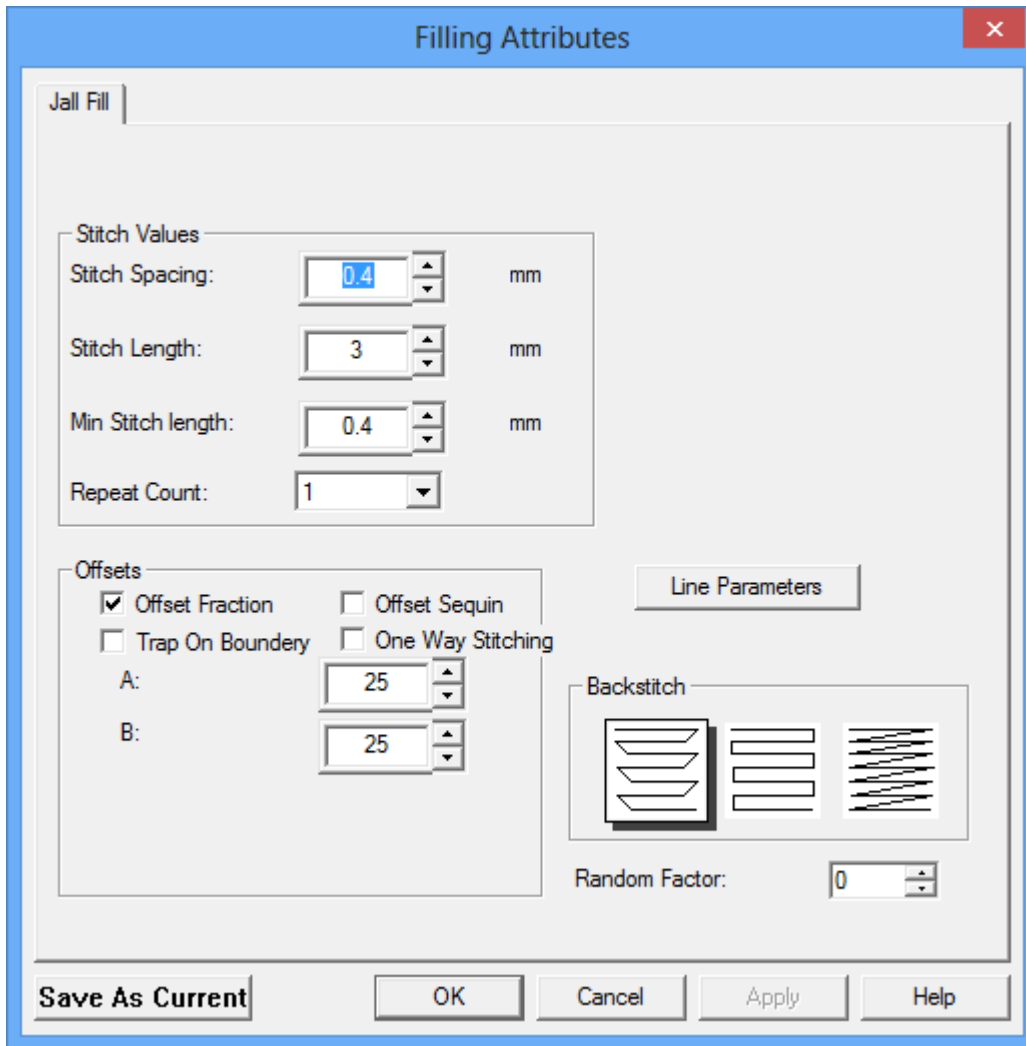 Filling Attributes
Jall Fill
Stitch Values
Stitch Spacing: 0.4 mm
Stitch Length: 3 mm
Min Stitch length: 0.4 mm
Repeat Count: 1
Offsets
Offset Fraction Offset Sequin
Trap On Boundery One Way Stitching
A: 25
B: 25
Line Parameters
Backstitch
Random Factor: 0
Save As Current OK Cancel Apply Help